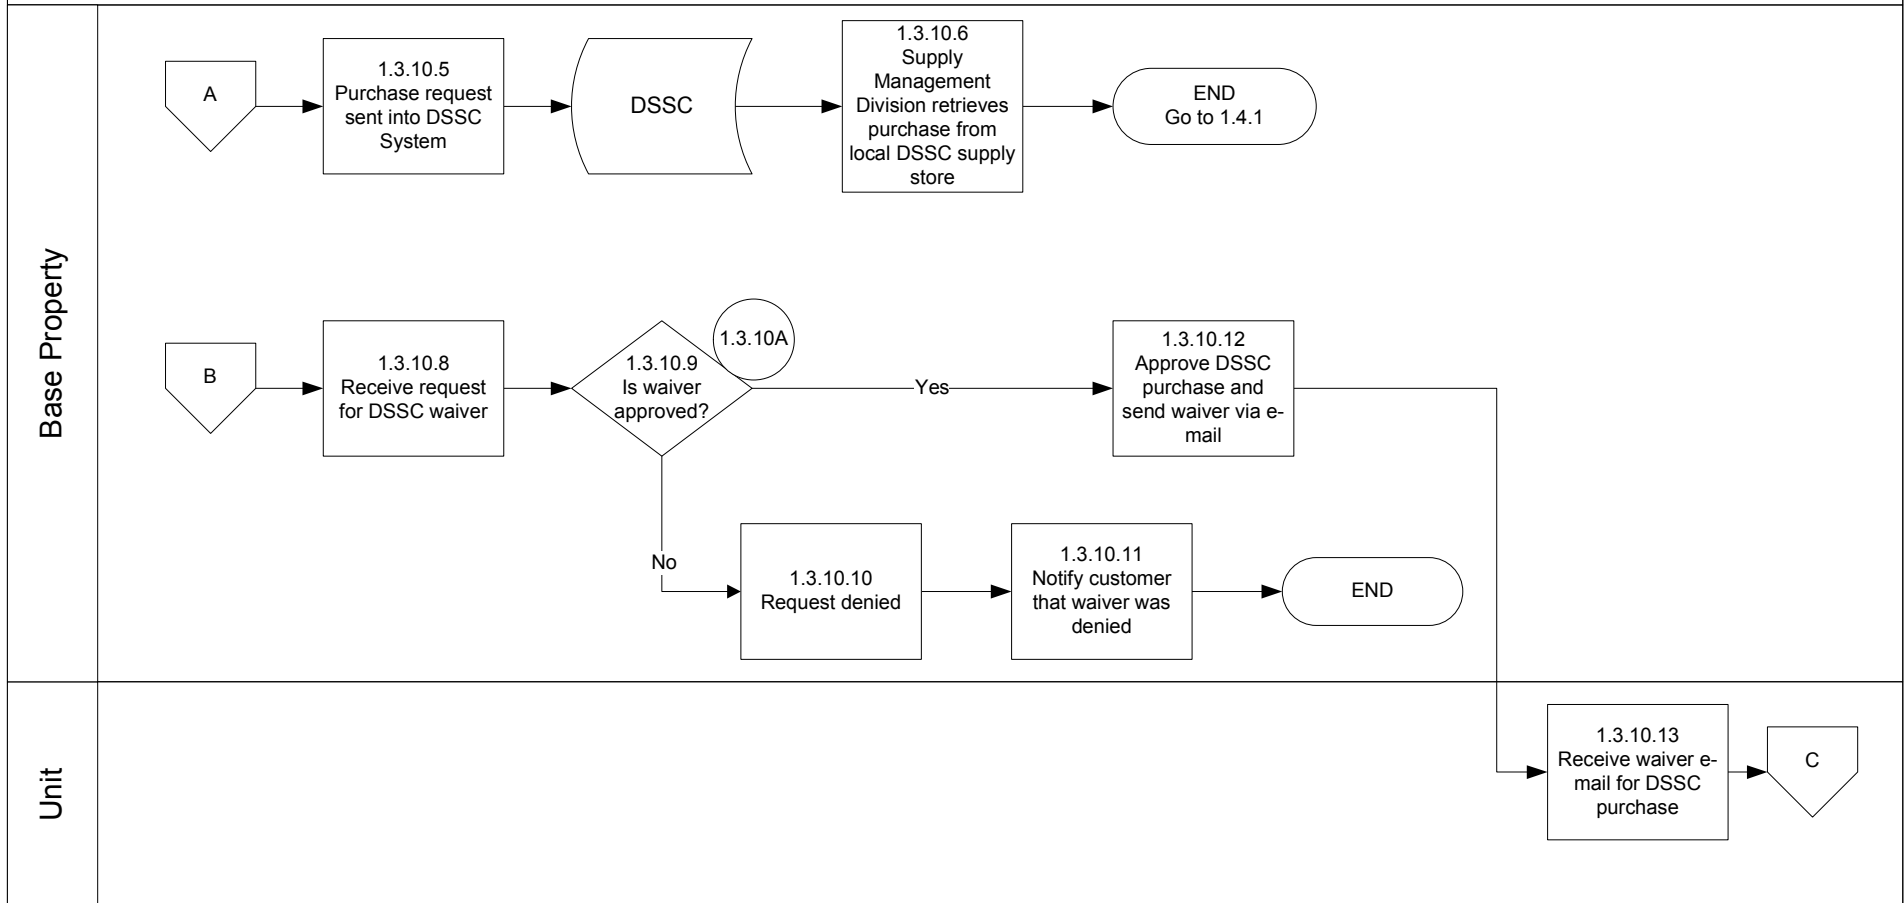 Base Property
A
1.3.10.5
Purchase request
sent into DSSC
System
DSSC
1.3.10.6
Supply
Management
Division retrieves
purchase from
local DSSC supply
store
END
Go to 1.4.1
B
1.3.10.8
Receive request
for DSSC waiver
1.3.10.9
Is waiver
approved?
1.3.10A
Yes
1.3.10.12
Approve DSSC
purchase and
send waiver via e-
mail
No
1.3.10.10
Request denied
1.3.10.11
Notify customer
that waiver was
denied
END
Unit
1.3.10.13
Receive waiver e-
mail for DSSC
purchase
C